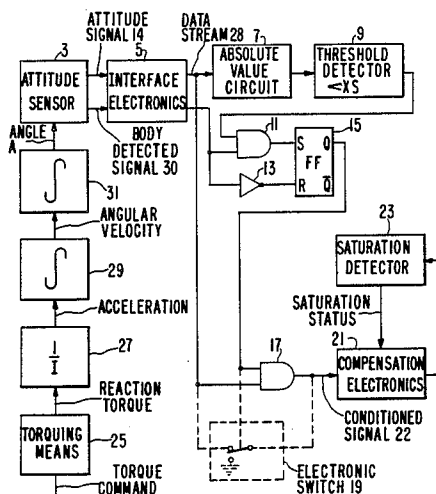 ATTITUDE
SIGNAL 14
DATA
STREAM 28
3
5
7
9
ATTITUDE
SENSOR
INTERFACE
ELECTRONICS
ABSOLUTE
VALUE
CIRCUIT
THRESHOLD
DETECTOR
<XS
ANGLE
A
BODY
DETECTED
SIGNAL 30
11
15
S Q
FF
R Q̅
13
31
ANGULAR
VELOCITY
23
SATURATION
DETECTOR
29
SATURATION
STATUS
ACCELERATION
21
1
I
27
17
COMPENSATION
ELECTRONICS
REACTION
TORQUE
CONDITIONED
SIGNAL 22
TORQUING
MEANS
25
TORQUE
COMMAND
ELECTRONIC
SWITCH 19